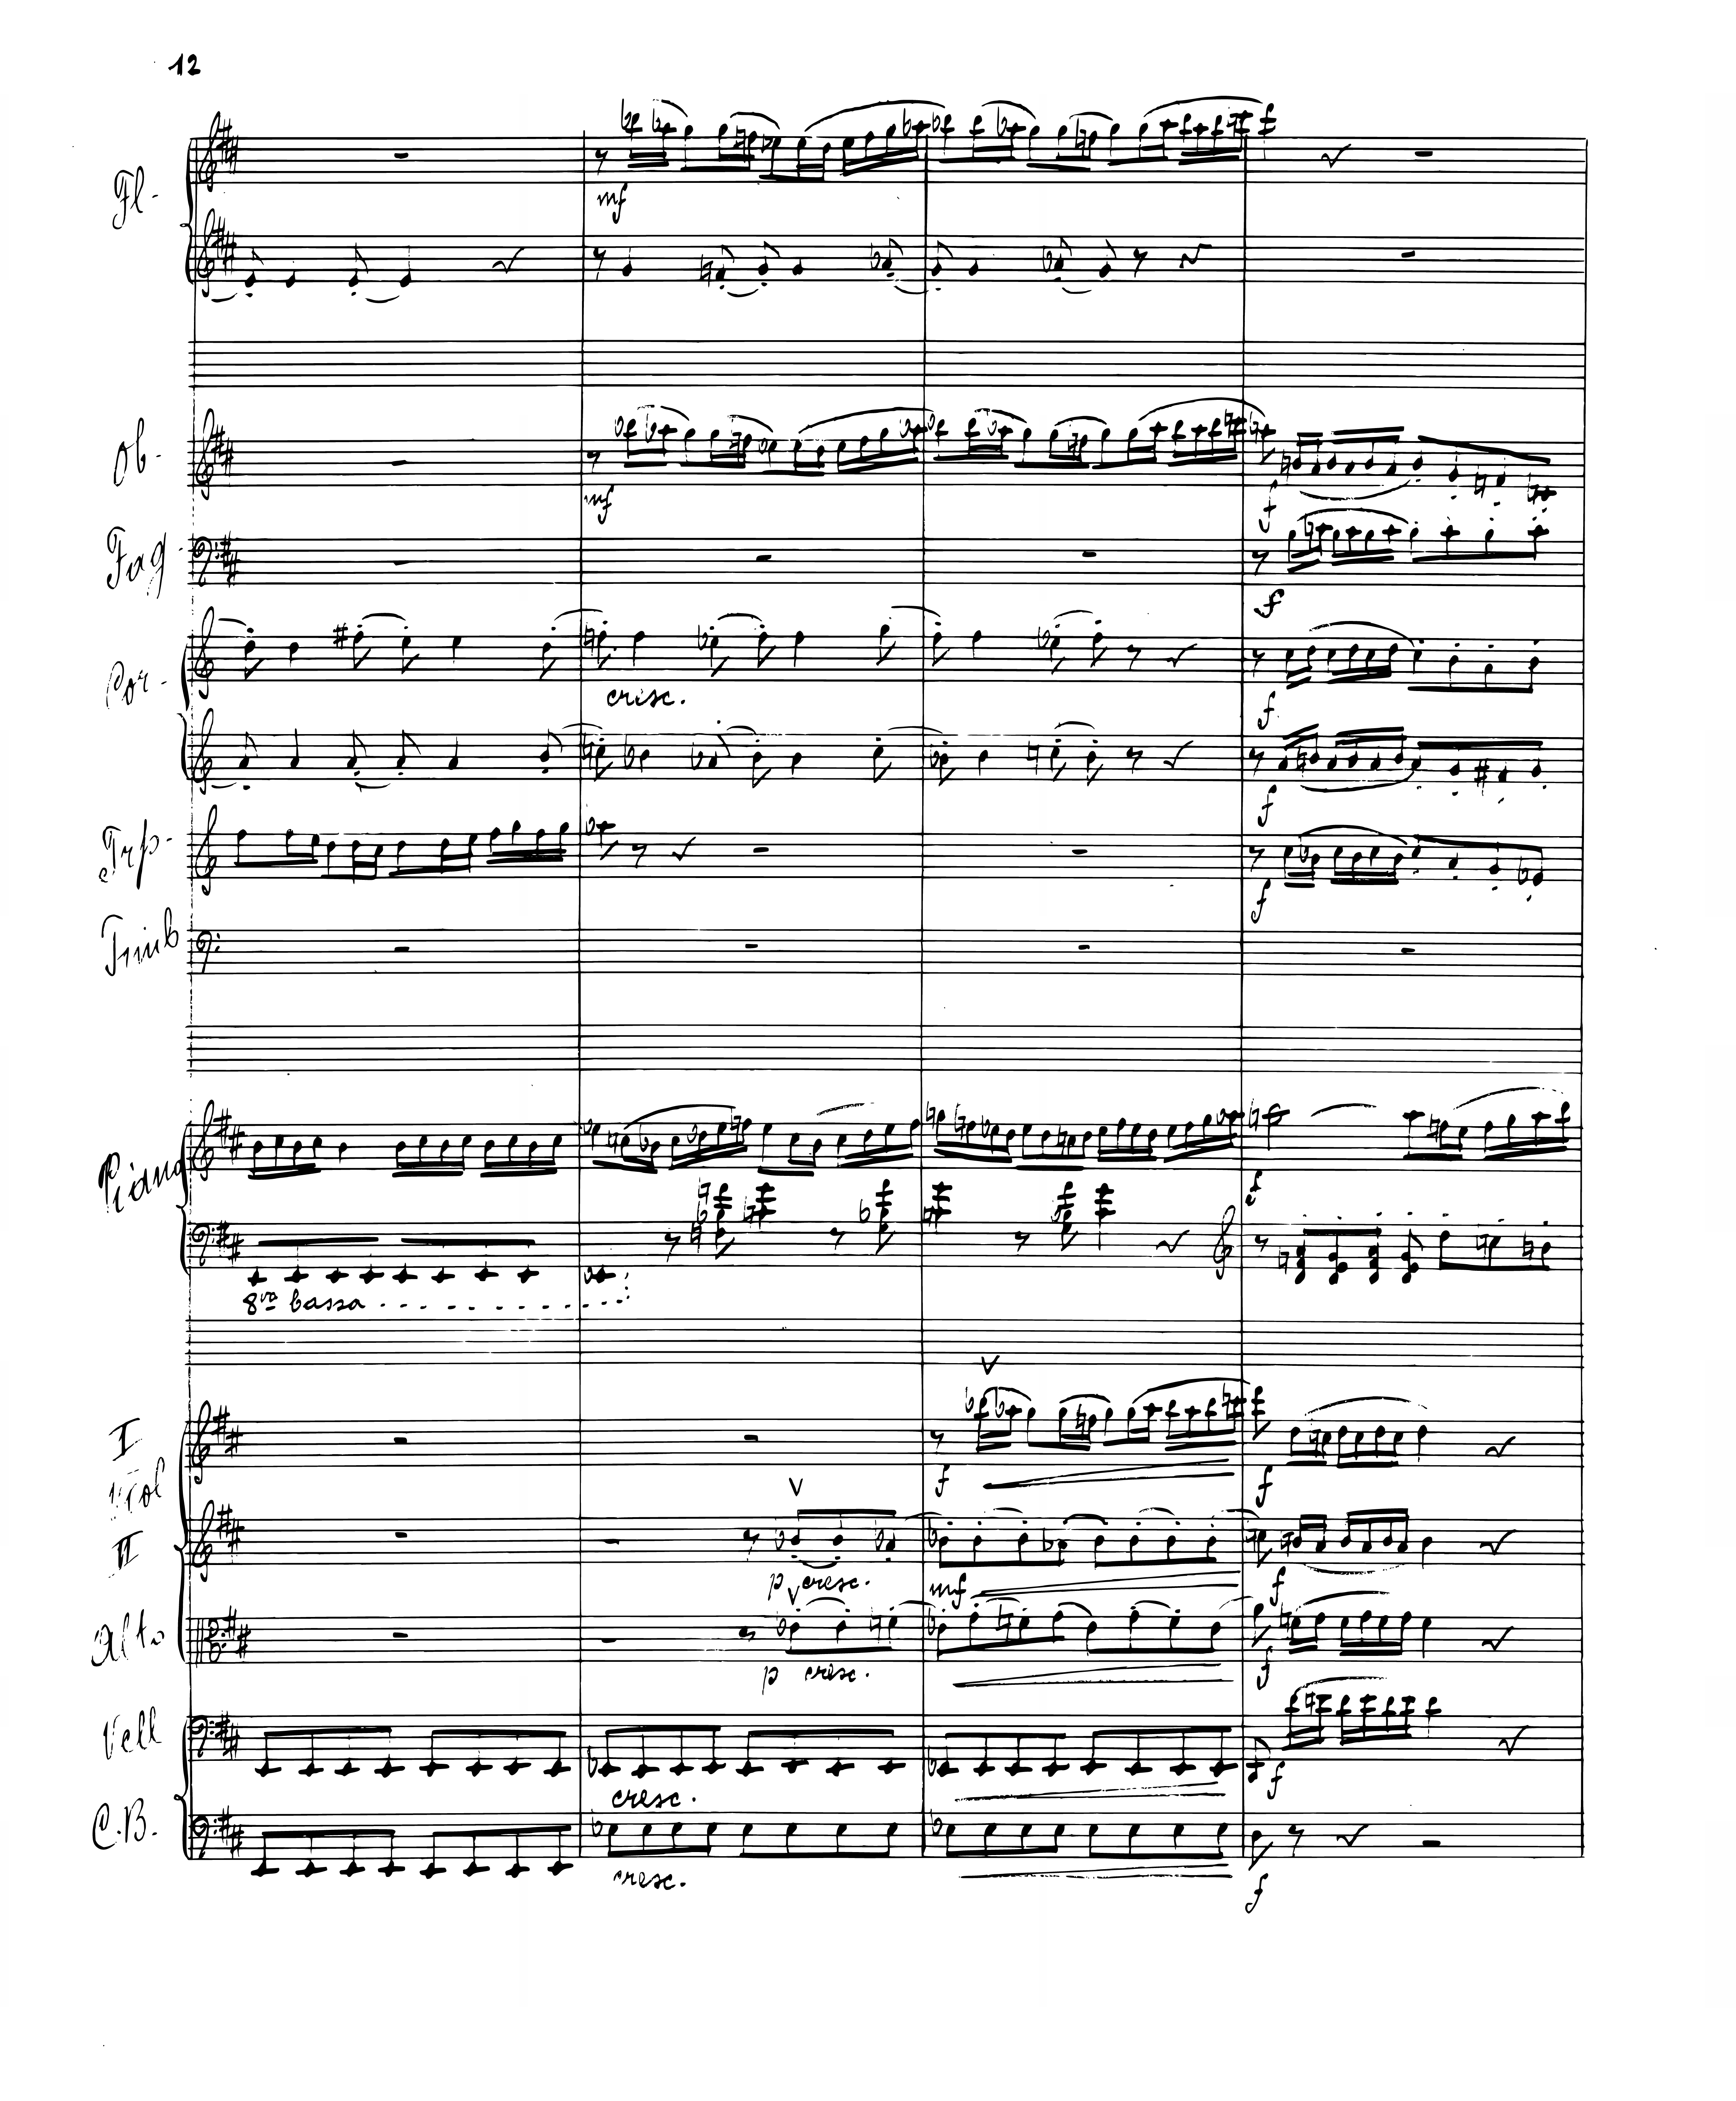 12
Fl-
mf
Ob-
mf
f
Fag
f
Cor-
cresc.
f
f
Trp-
f
Timb
Piano
f
8va bassa
I
f
f
Viol
II
p cresc.
mf
f
Alto
p cresc.
f
Vcll
cresc.
f
C.B.
cresc.
f